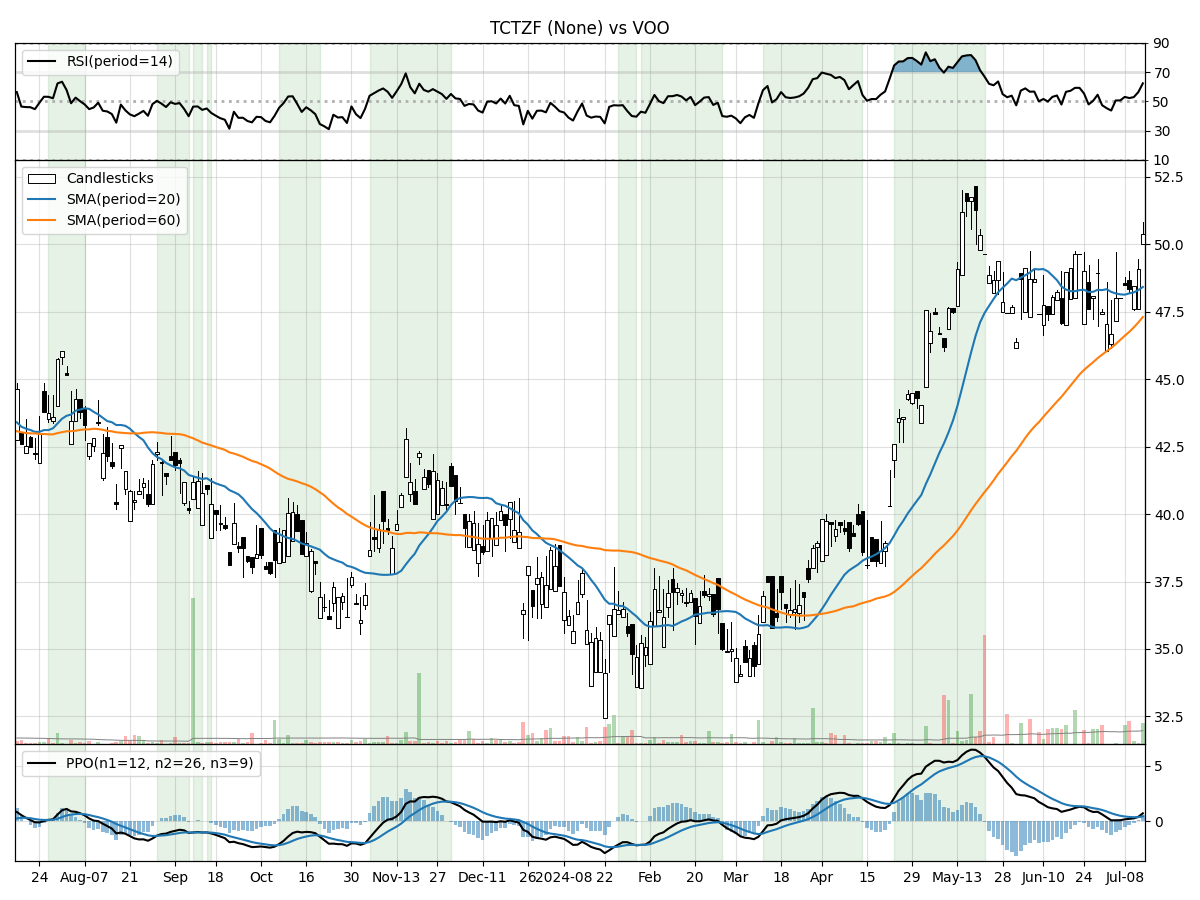 TCTZF (None) vs VOO
RSI(period=14)
90
70
50
30
10
Candlesticks
SMA(period=20)
SMA(period=60)
52.5
50.0
47.5
45.0
42.5
40.0
37.5
35.0
32.5
PPO(n1=12, n2=26, n3=9)
5
0
24 Aug-07 21 Sep 18 Oct 16 30 Nov-13 27 Dec-11 26 2024-08 22 Feb 20 Mar 18 Apr 15 29 May-13 28 Jun-10 24 Jul-08